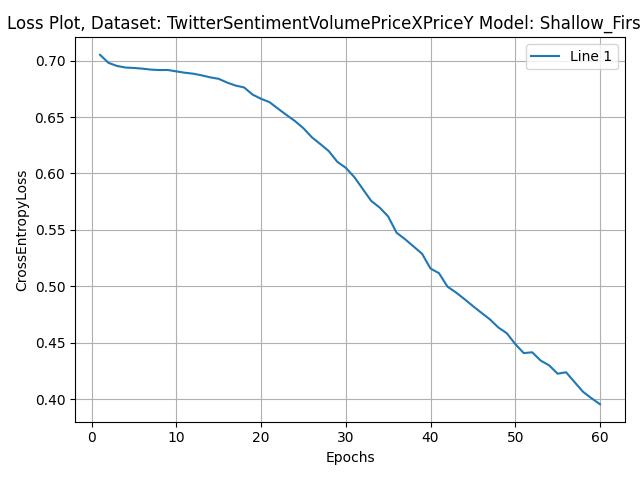 Loss Plot, Dataset: TwitterSentimentVolumePriceXPriceY Model: Shallow_Firs
Line 1
CrossEntropyLoss
0.70
0.65
0.60
0.55
0.50
0.45
0.40
0 10 20 30 40 50 60
Epochs